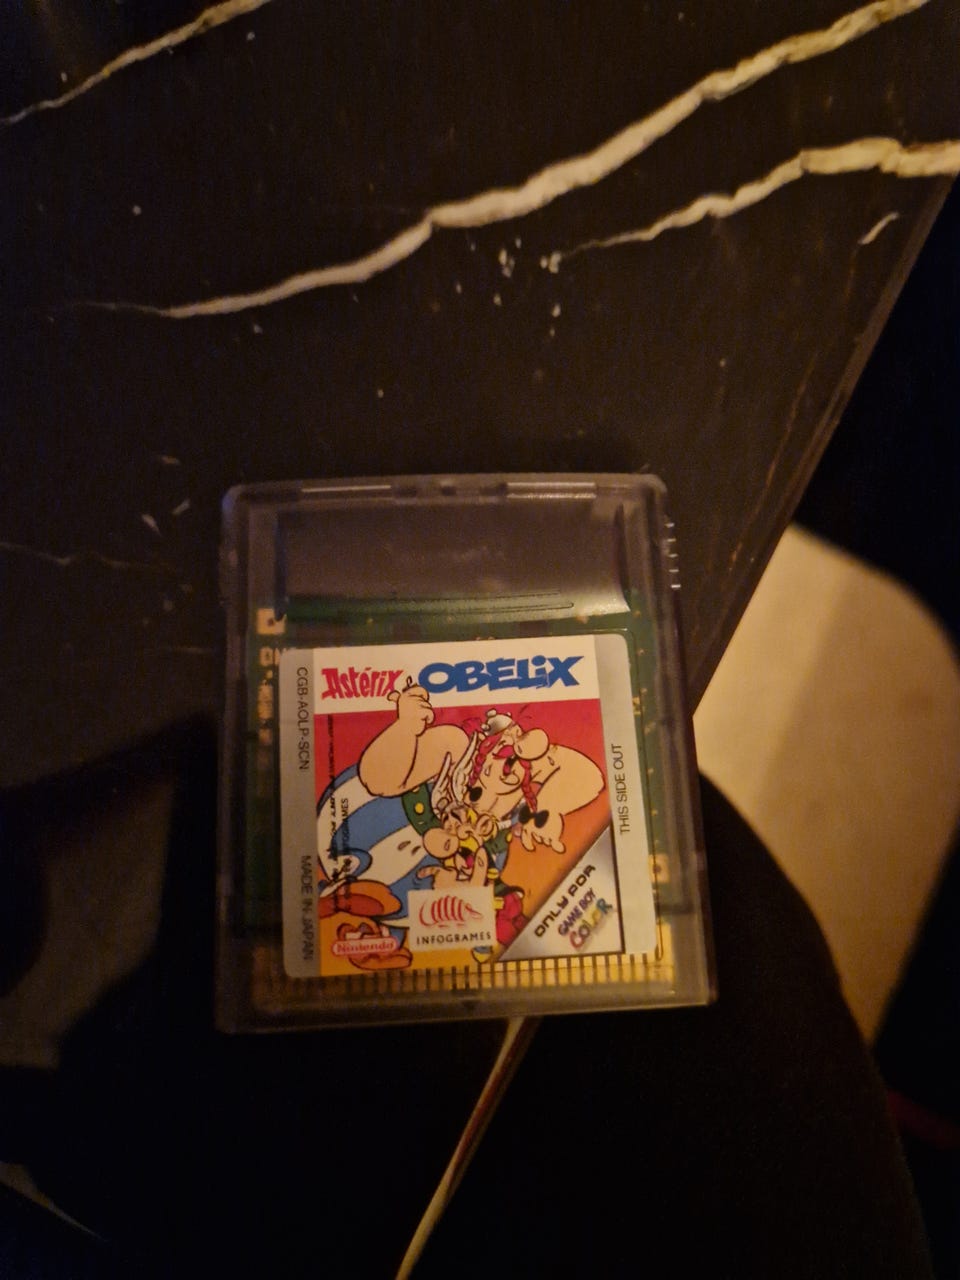 Astérix OBELiX
CGB-AOLP-SCN
MADE IN JAPAN
THIS SIDE OUT
ONLY FOR
GAME BOY
COLOR
Nintendo
INFOGRAMES